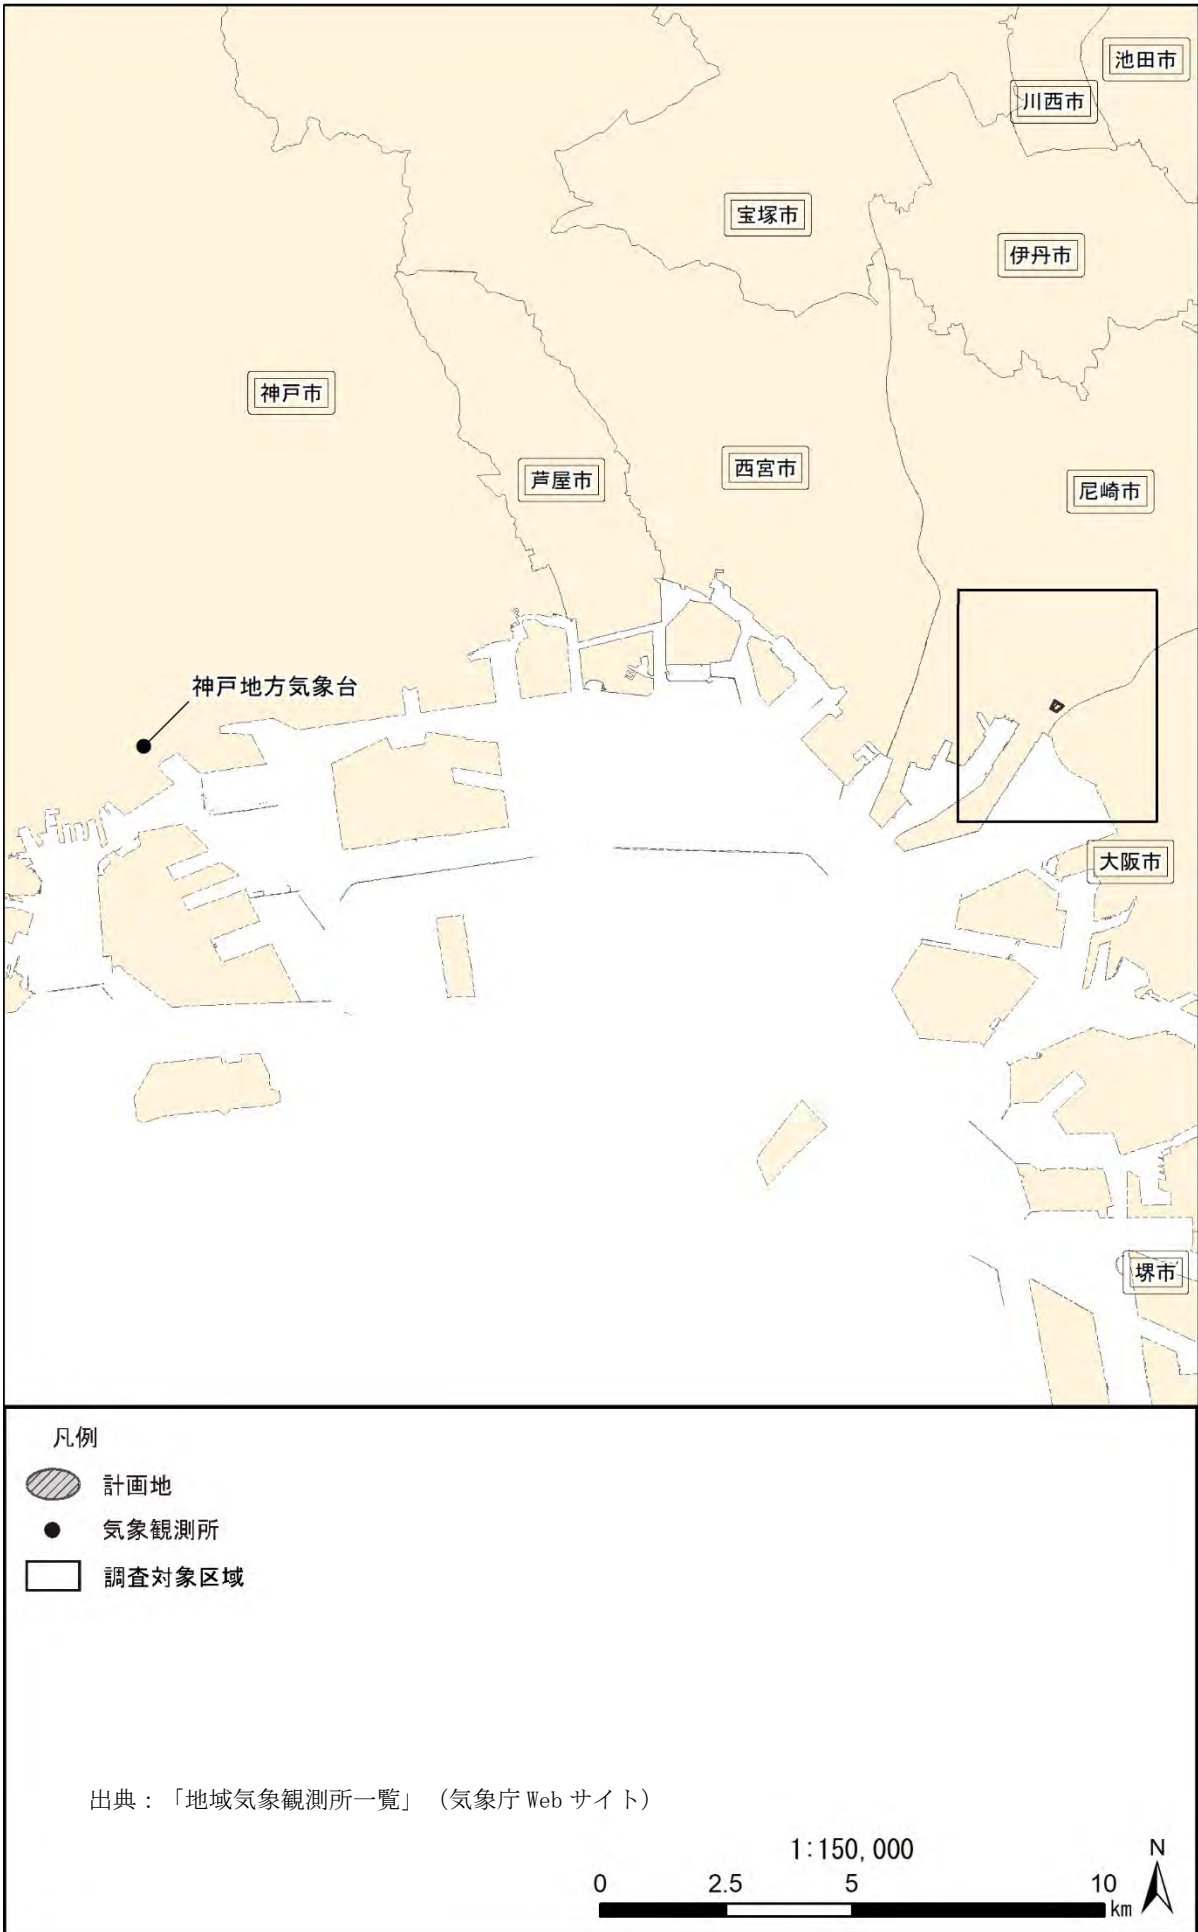 池田市
川西市
宝塚市
伊丹市
神戸市
芦屋市
西宮市
尼崎市
神戸地方気象台
大阪市
堺市
凡例
計画地
気象観測所
調査対象区域
出典：「地域気象観測所一覧」（気象庁 Web サイト）
1:150,000
N
0 2.5 5 10
km